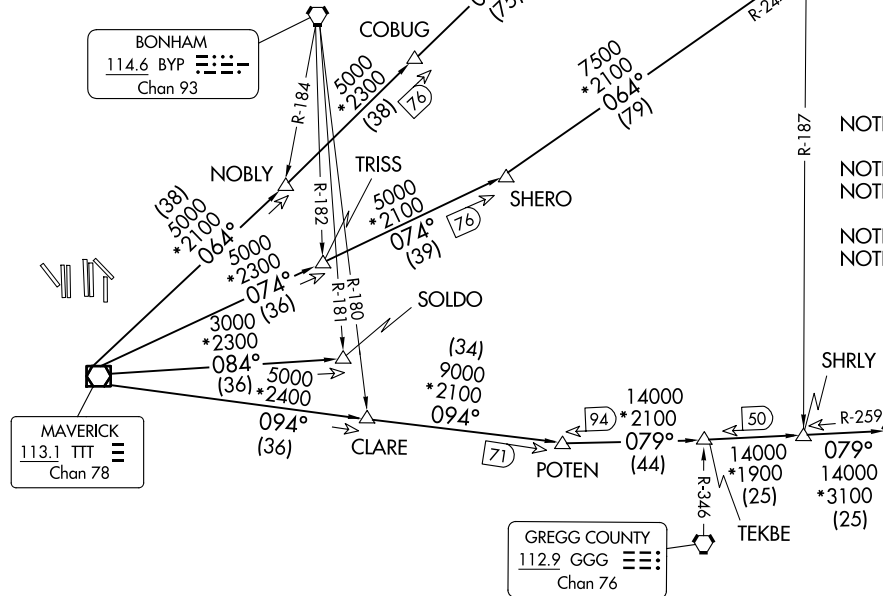 BONHAM
114.6 BYP
Chan 93
COBUG
5000
*2300
(38)
76
7500
*2100
064°
(79)
R-184
R-182
R-181
R-180
R-187
NOBLY
TRISS
5000
*2100
074°
(39)
76
SHERO
(38)
5000
*2100
064°
5000
*2300
074°
(36)
3000
*2300
084°
(36)
SOLDO
5000
*2400
094°
(36)
CLARE
(34)
9000
*2100
094°
71
94
POTEN
14000
*2100
079°
(44)
50
TEKBE
14000
*1900
(25)
SHRLY
R-259
079°
14000
*3100
(25)
R-346
MAVERICK
113.1 TTT
Chan 78
GREGG COUNTY
112.9 GGG
Chan 76